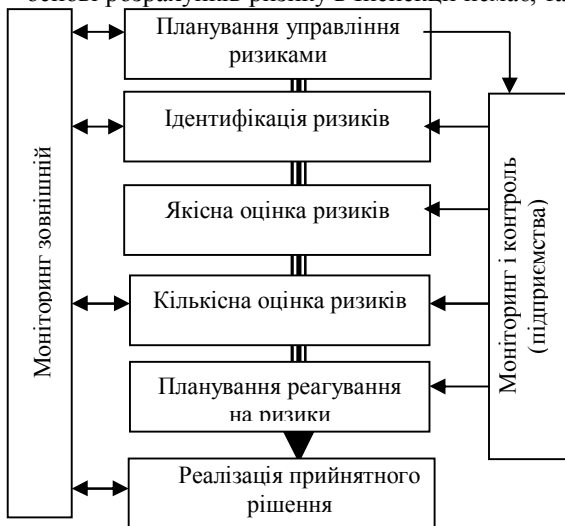 Моніторинг зовнішній
Планування управління
ризиками
Ідентифікація ризиків
Якісна оцінка ризиків
Кількісна оцінка ризиків
Планування реагування
на ризики
Реалізація прийнятного
рішення
Моніторинг і контроль
(підприємства)